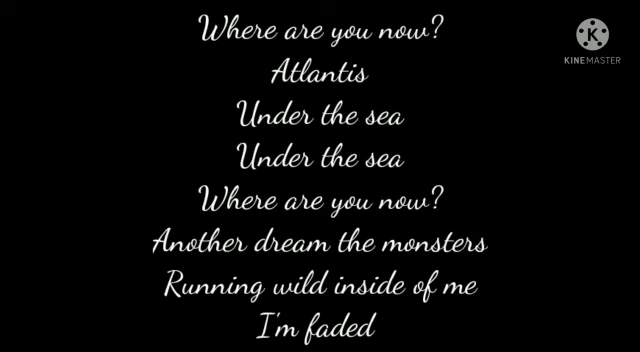 Where are you now?
Atlantis
Under the sea
Under the sea
Where are you now?
Another dream the monsters
Running wild inside of me
I'm faded
K
KINEMASTER